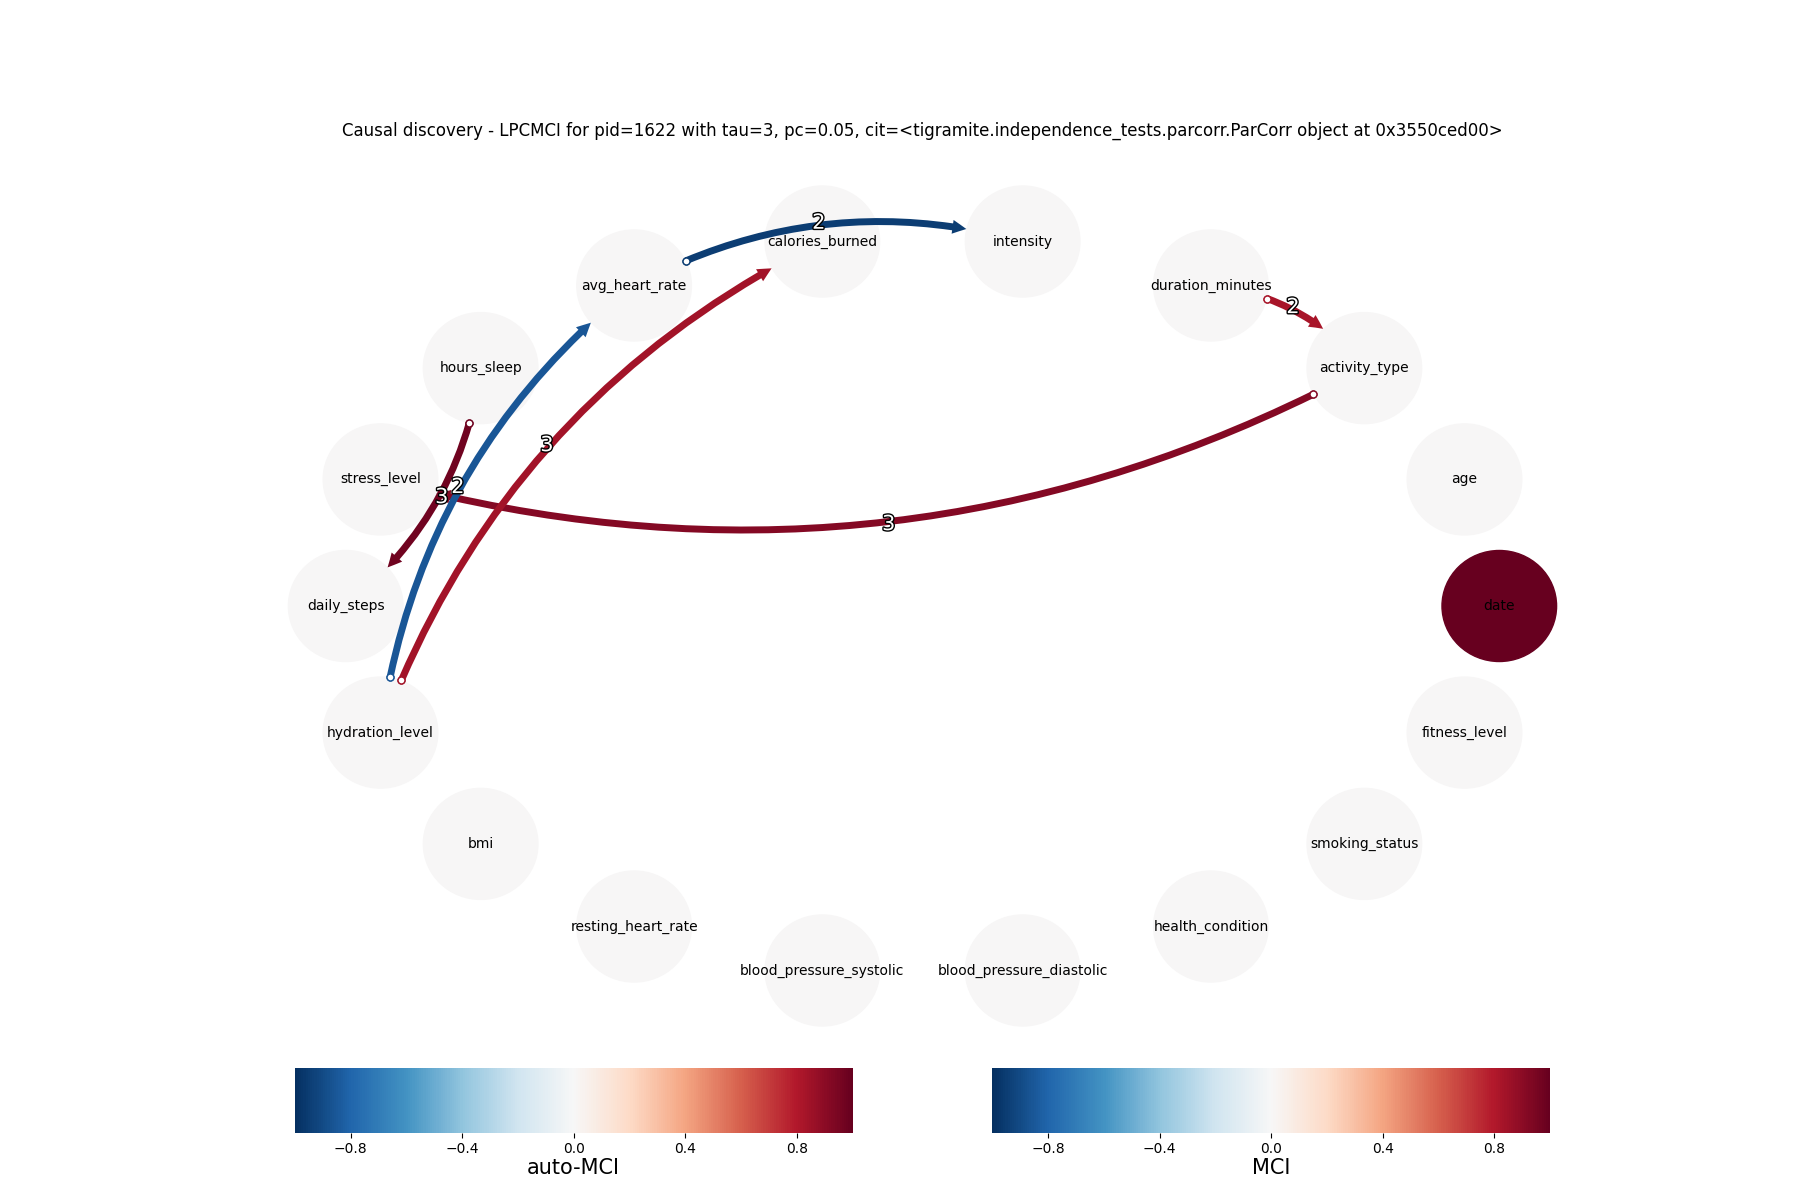 Causal discovery - LPCMCI for pid=1622 with tau=3, pc=0.05, cit=<tigramite.independence_tests.parcorr.ParCorr object at 0x3550ced00>
2
calories_burned
intensity
avg_heart_rate
duration_minutes
2
hours_sleep
activity_type
3
stress_level
3
2
age
3
daily_steps
date
hydration_level
fitness_level
bmi
smoking_status
resting_heart_rate
health_condition
blood_pressure_systolic
blood_pressure_diastolic
−0.8 −0.4 0.0 0.4 0.8
auto-MCI
−0.8 −0.4 0.0 0.4 0.8
MCI